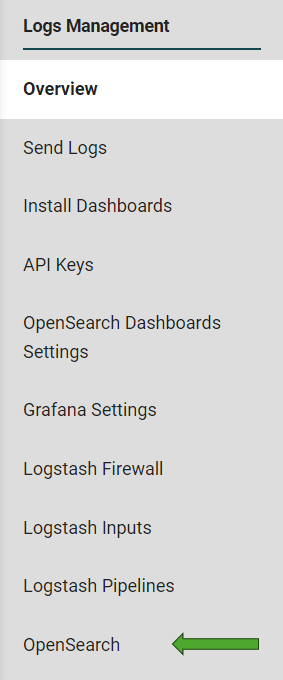 Logs Management
Overview
Send Logs
Install Dashboards
API Keys
OpenSearch Dashboards
Settings
Grafana Settings
Logstash Firewall
Logstash Inputs
Logstash Pipelines
OpenSearch